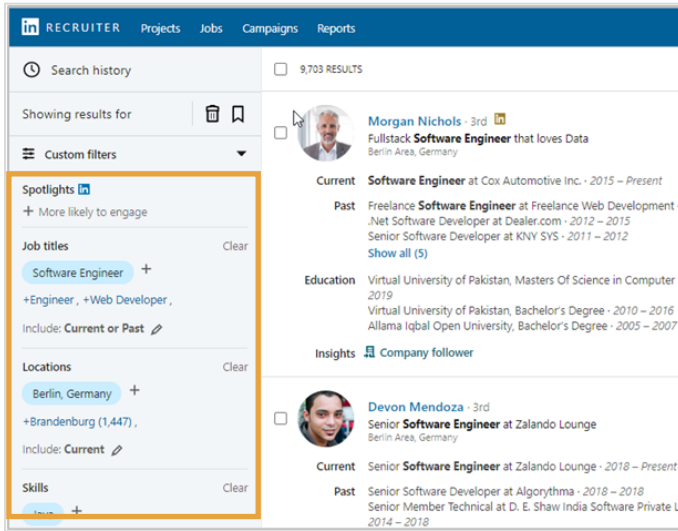 in RECRUITER Projects Jobs Campaigns Reports
Search history
Showing results for
Custom filters
Spotlights in
+ More likely to engage
Job titles Clear
Software Engineer +
+Engineer , +Web Developer ,
Include: Current or Past
Locations Clear
Berlin, Germany +
+Brandenburg (1,447) ,
Include: Current
Skills Clear
Java +
9,703 RESULTS
Morgan Nichols · 3rd in
Fullstack Software Engineer that loves Data
Berlin Area, Germany
Current Software Engineer at Cox Automotive Inc. · 2015 – Present
Past Freelance Software Engineer at Freelance Web Development ·
.Net Software Developer at Dealer.com · 2012 – 2015
Senior Software Developer at KNY SYS · 2011 – 2012
Show all (5)
Education Virtual University of Pakistan, Masters Of Science in Computer
2019
Virtual University of Pakistan, Bachelor's Degree · 2010 – 2016
Allama Iqbal Open University, Bachelor's Degree · 2005 – 2007
Insights Company follower
Devon Mendoza · 3rd
Senior Software Engineer at Zalando Lounge
Berlin Area, Germany
Current Senior Software Engineer at Zalando Lounge · 2018 – Present
Past Senior Software Developer at Algorythma · 2018 – 2018
Senior Member Technical at D. E. Shaw India Software Private
2014 – 2018